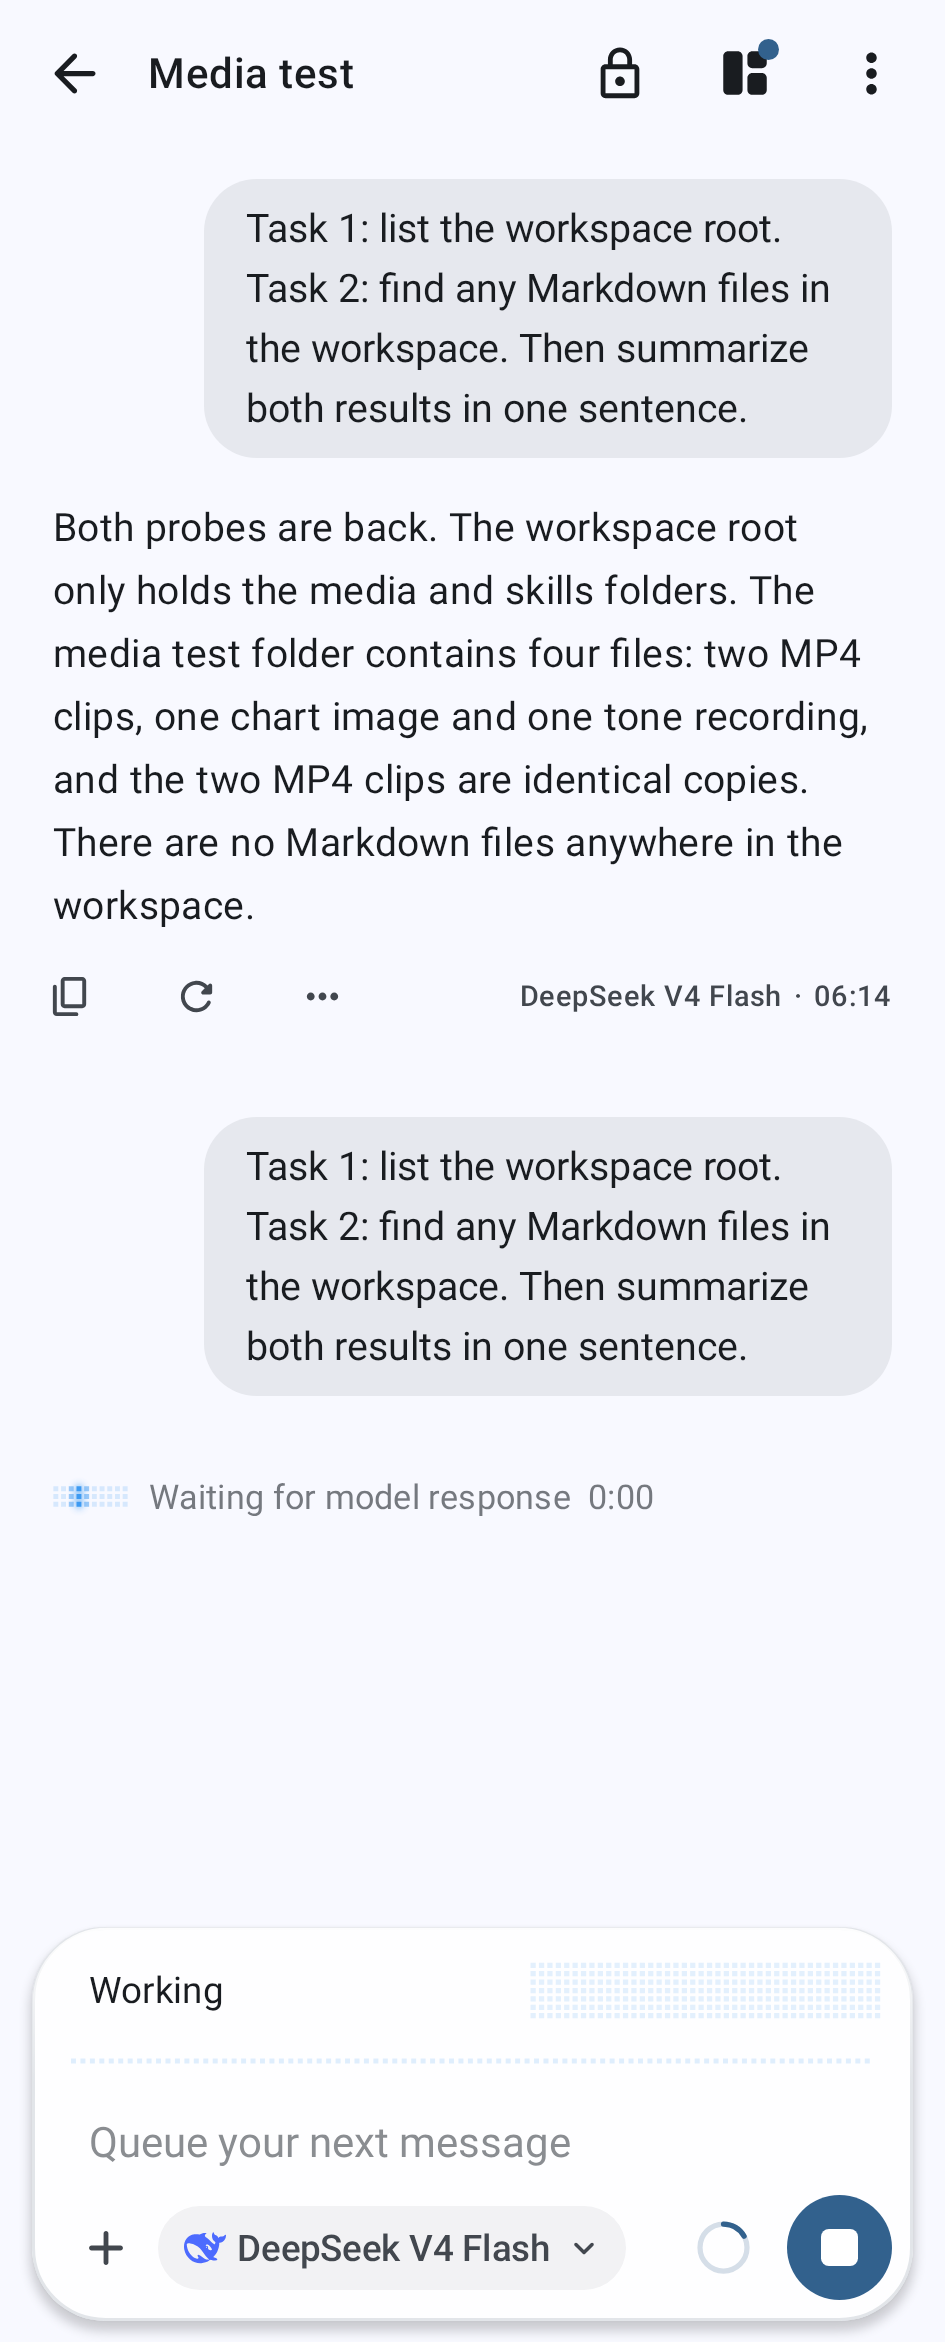 Media test
Task 1: list the workspace root.
Task 2: find any Markdown files in
the workspace. Then summarize
both results in one sentence.
Both probes are back. The workspace root
only holds the media and skills folders. The
media test folder contains four files: two MP4
clips, one chart image and one tone recording,
and the two MP4 clips are identical copies.
There are no Markdown files anywhere in the
workspace.
DeepSeek V4 Flash · 06:14
Task 1: list the workspace root.
Task 2: find any Markdown files in
the workspace. Then summarize
both results in one sentence.
Waiting for model response 0:00
Working
Queue your next message
DeepSeek V4 Flash